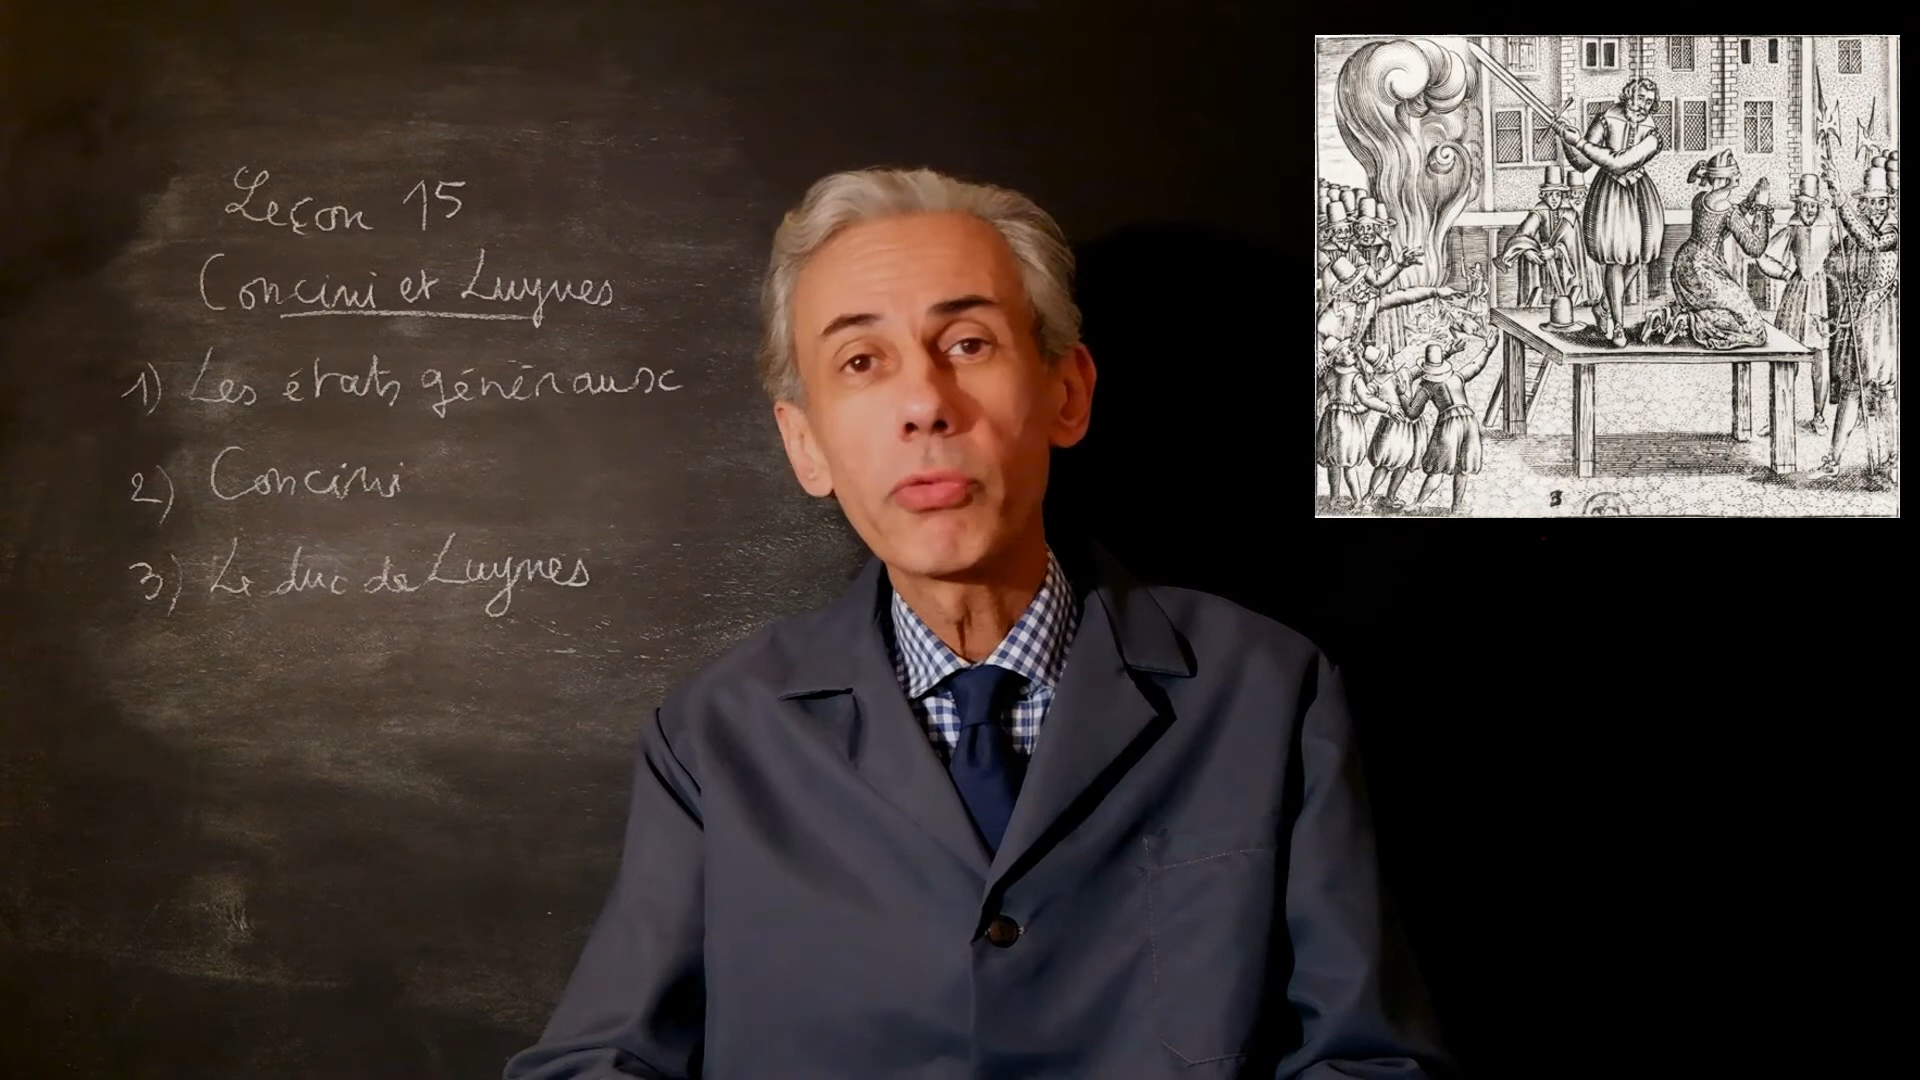 Leçon 15
Concini et Luynes
1) Les états généraux
2) Concini
3) Le duc de Luynes